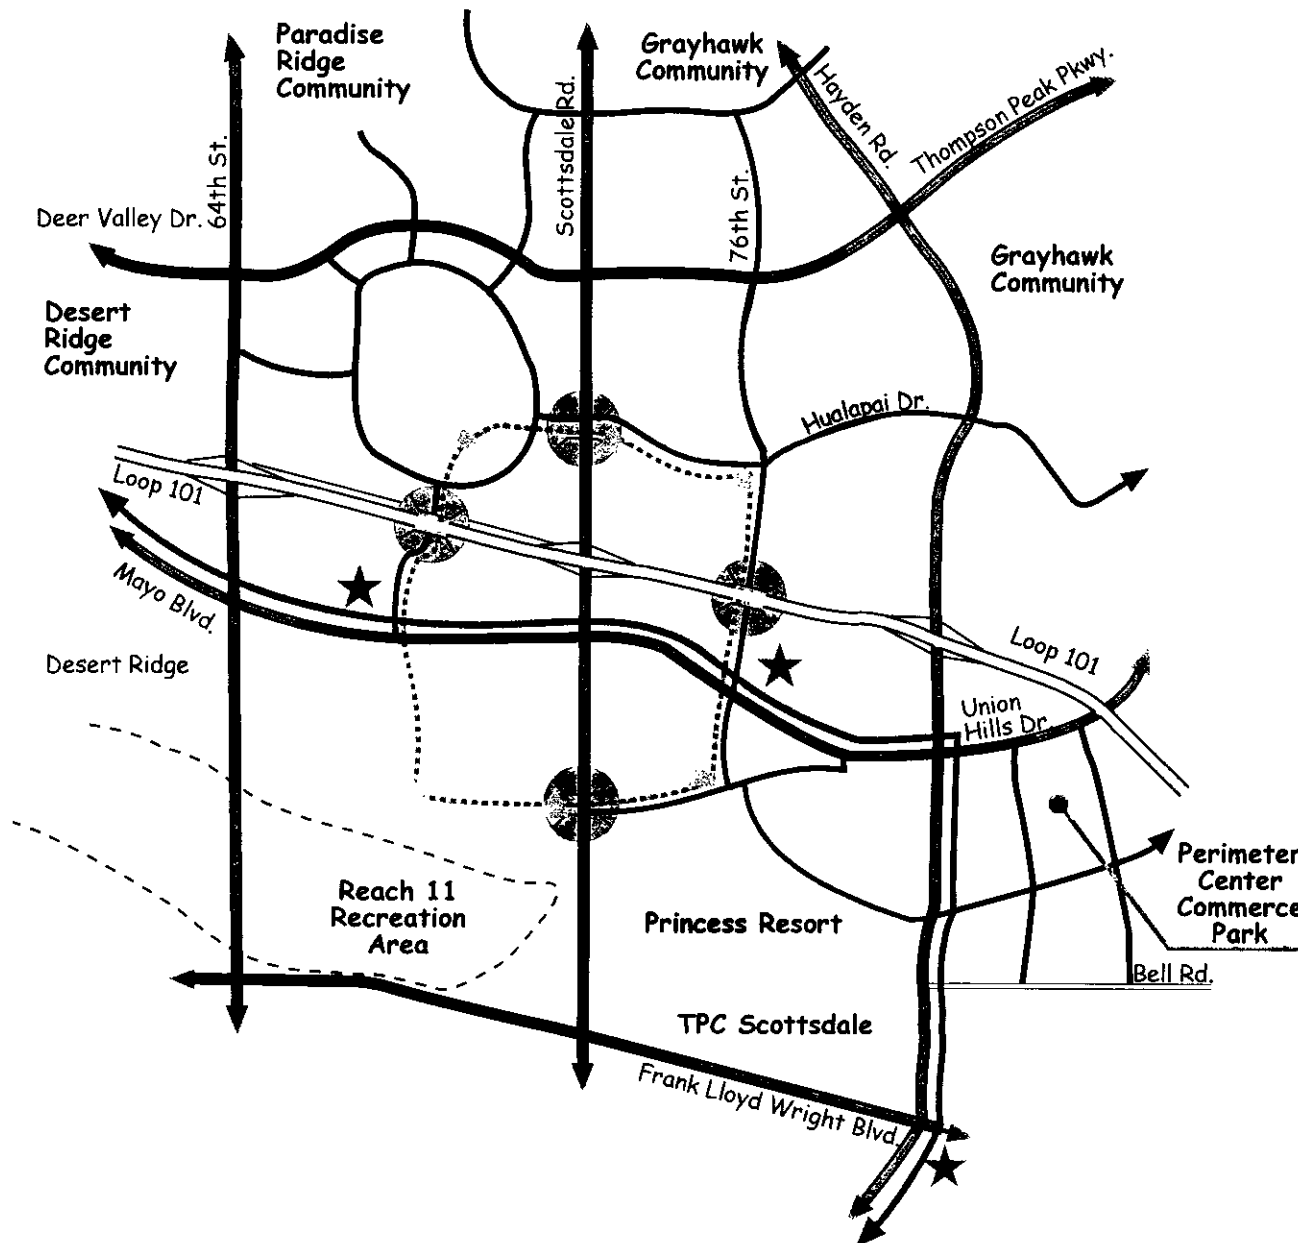 Paradise
Ridge
Community
Grayhawk
Community
Hayden Rd.
Thompson Peak Pkwy.
64th St.
Scottsdale Rd.
76th St.
Deer Valley Dr.
Grayhawk
Community
Desert
Ridge
Community
Hualapai Dr.
Loop 101
Mayo Blvd.
Desert Ridge
Loop 101
Union
Hills Dr.
Reach 11
Recreation
Area
Princess Resort
Perimeter
Center
Commerce
Park
Bell Rd.
TPC Scottsdale
Frank Lloyd Wright Blvd.